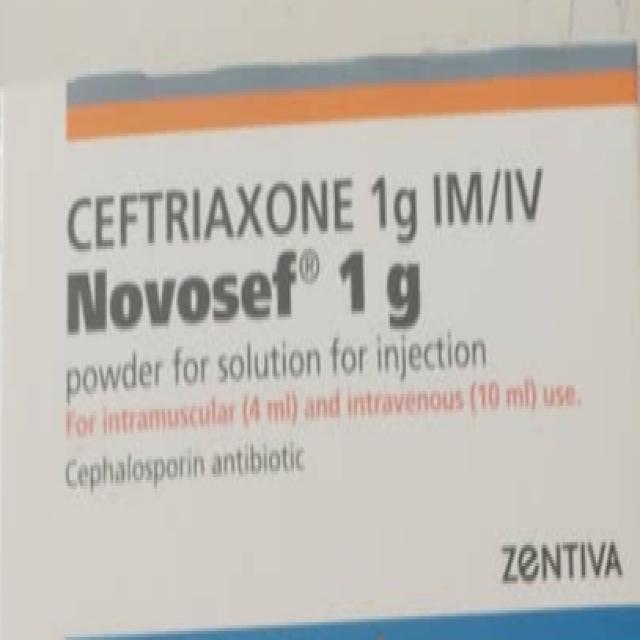 CEFTRIAXONE 1g IM/IV
Novosef® 1 g
powder for solution for injection
For intramuscular (4 ml) and intravenous (10 ml) use.
Cephalosporin antibiotic
ZENTIVA